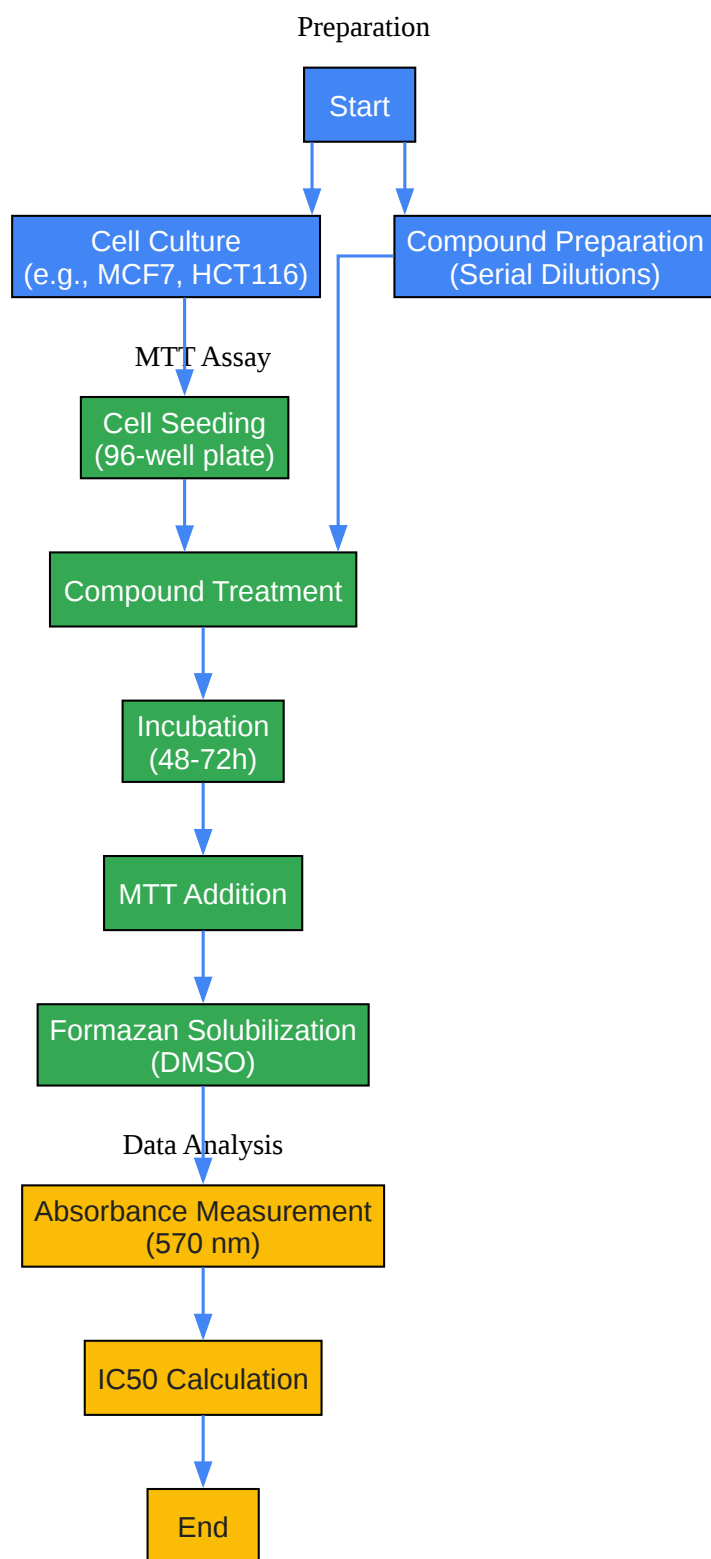 Preparation
Start
Cell Culture
(e.g., MCF7, HCT116)
Compound Preparation
(Serial Dilutions)
MTT Assay
Cell Seeding
(96-well plate)
Compound Treatment
Incubation
(48-72h)
MTT Addition
Formazan Solubilization
(DMSO)
Data Analysis
Absorbance Measurement
(570 nm)
IC50 Calculation
End